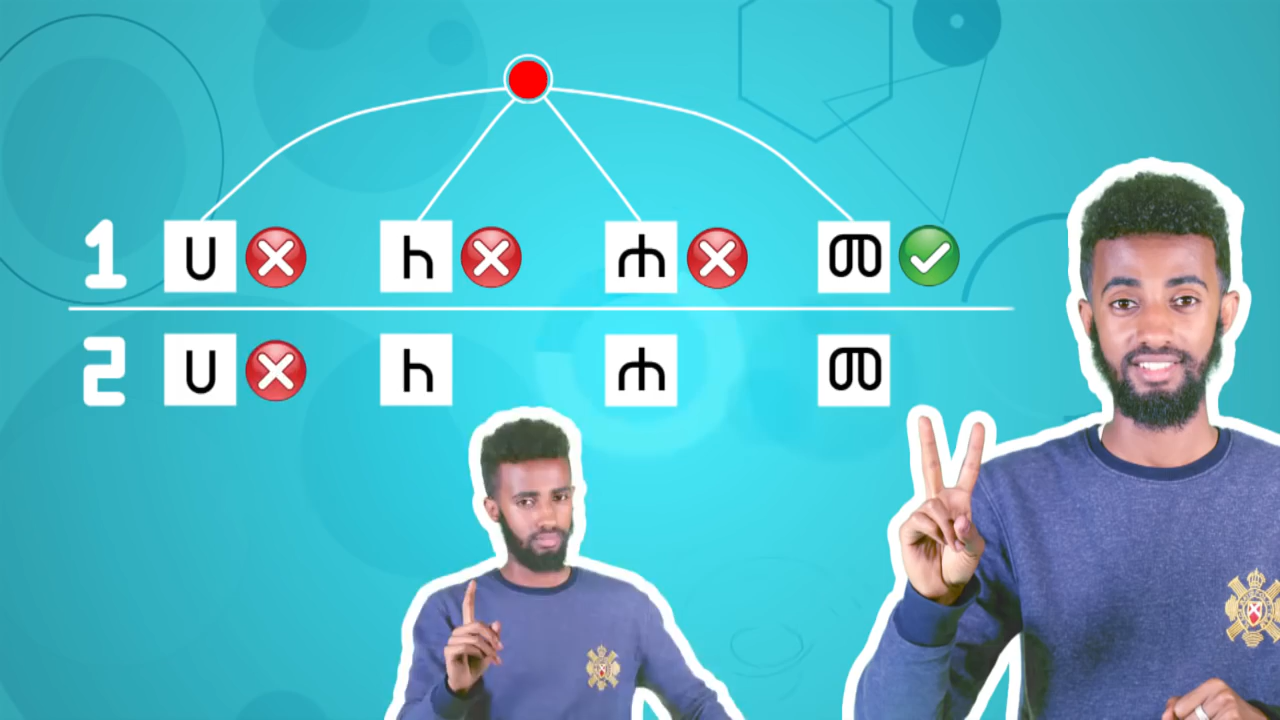 1 ሀ ከ ሐ መ
2 ሀ ከ ሐ መ